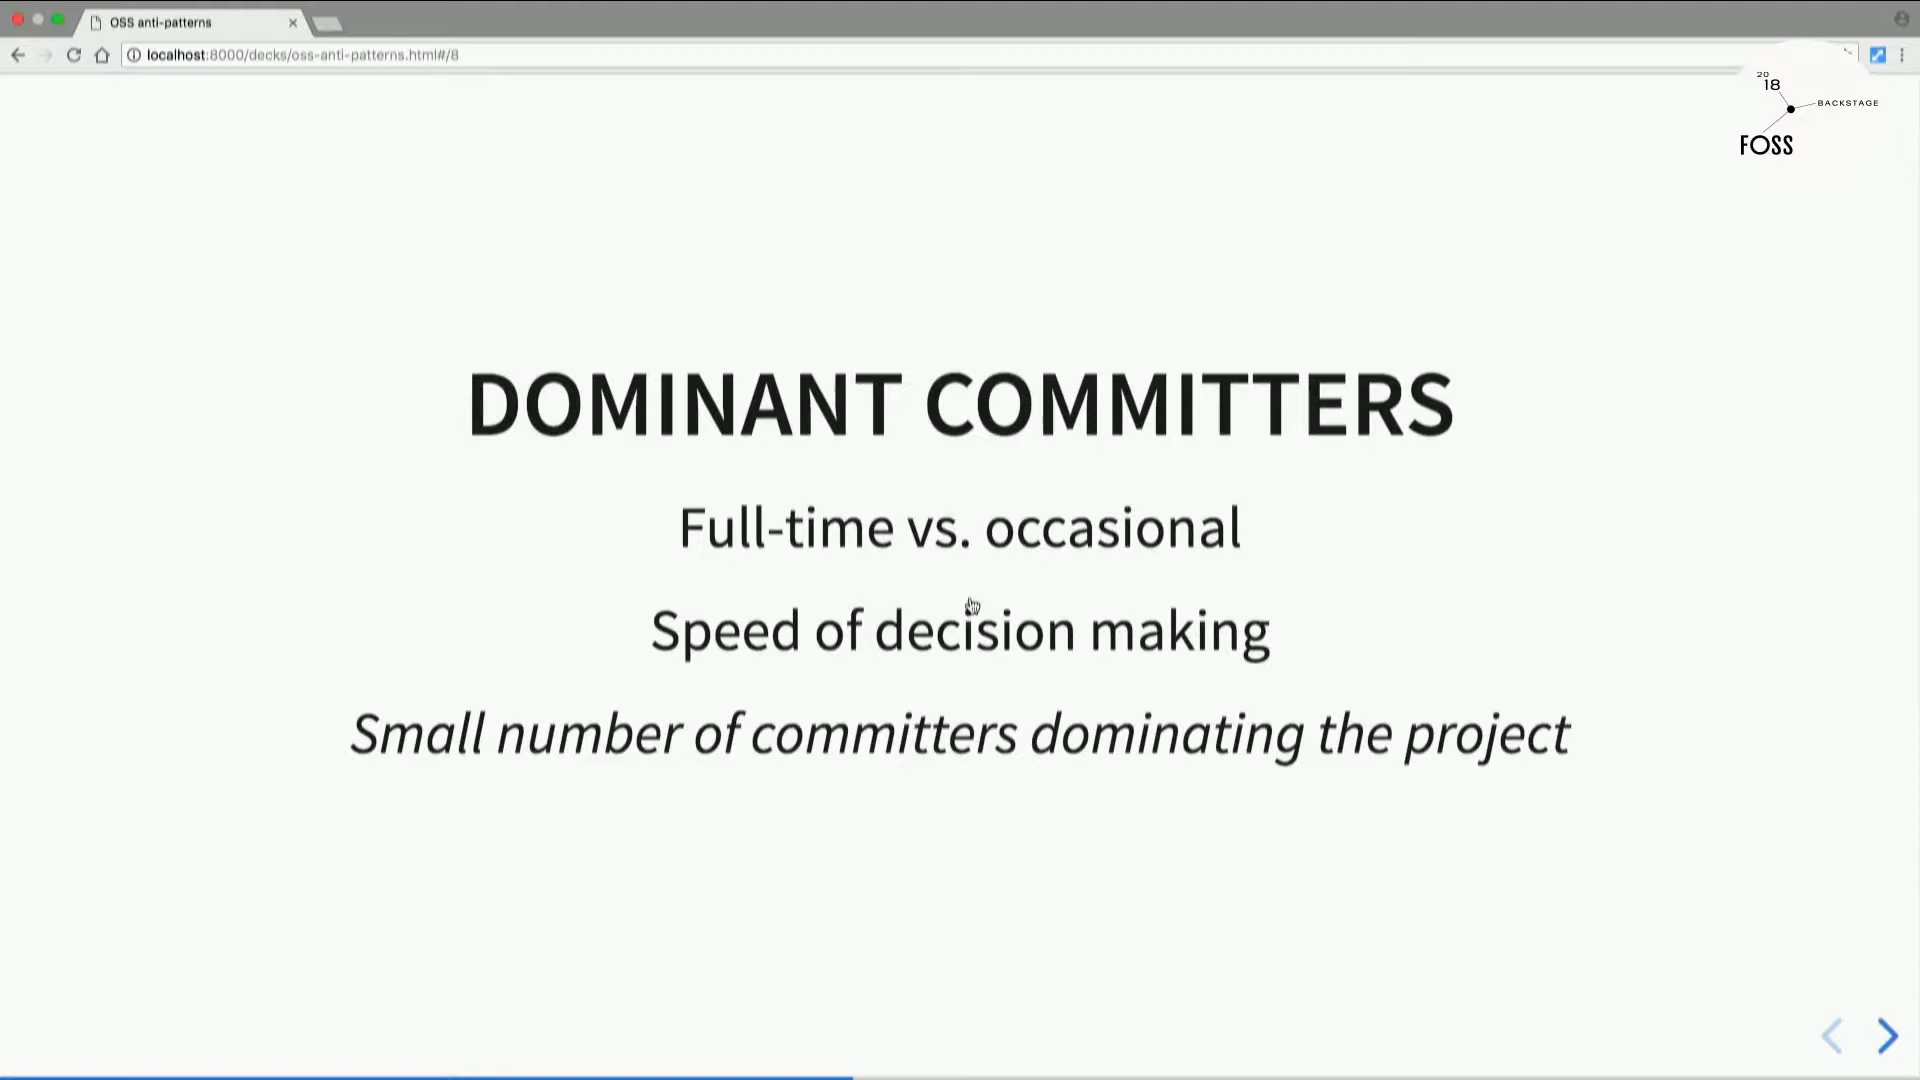 OSS anti-patterns
localhost:8000/decks/oss-anti-patterns.html#/8
20
18
BACKSTAGE
FOSS
DOMINANT COMMITTERS
Full-time vs. occasional
Speed of decision making
Small number of committers dominating the project